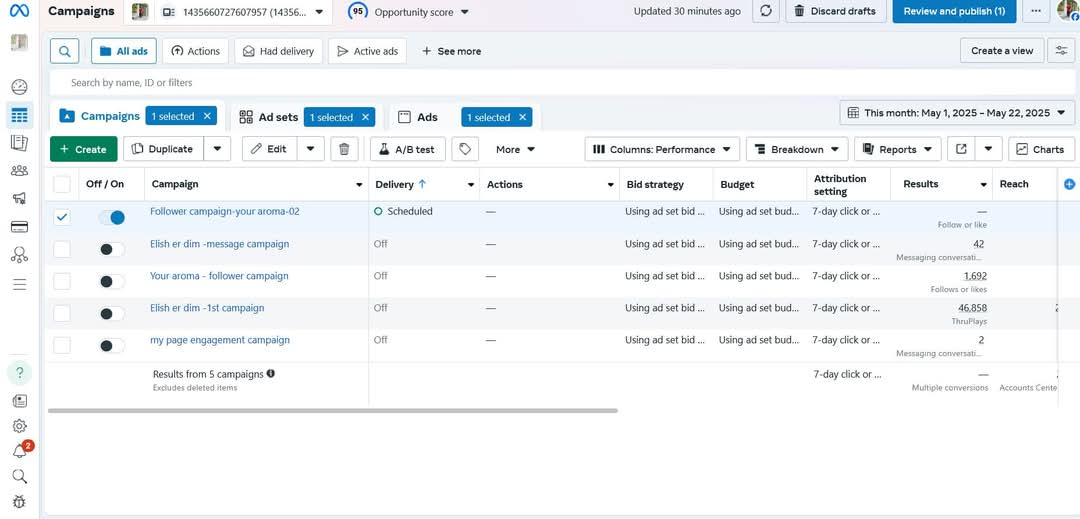 Campaigns
1435660727607957 (14356...
95
Opportunity score
Updated 30 minutes ago
Discard drafts
Review and publish (1)
All ads
Actions
Had delivery
Active ads
+ See more
Create a view
Search by name, ID or filters
Campaigns
1 selected ×
Ad sets
1 selected ×
Ads
1 selected ×
This month: May 1, 2025 – May 22, 2025
+ Create
Duplicate
Edit
A/B test
More
Columns: Performance
Breakdown
Reports
Charts
Off / On
Campaign
Delivery ↑
Actions
Bid strategy
Budget
Attribution setting
Results
Reach
Follower campaign-your aroma-02
Scheduled
—
Using ad set bid ...
Using ad set bud...
7-day click or ...
—
Follow or like
Elish er dim -message campaign
Off
—
Using ad set bid ...
Using ad set bud...
7-day click or ...
42
Messaging conversati...
Your aroma - follower campaign
Off
—
Using ad set bid ...
Using ad set bud...
7-day click or ...
1,692
Follows or likes
Elish er dim -1st campaign
Off
—
Using ad set bid ...
Using ad set bud...
7-day click or ...
46,858
ThruPlays
my page engagement campaign
Off
—
Using ad set bid ...
Using ad set bud...
7-day click or ...
2
Messaging conversati...
Results from 5 campaigns
Excludes deleted items
7-day click or ...
—
Multiple conversions
Accounts Cente
2